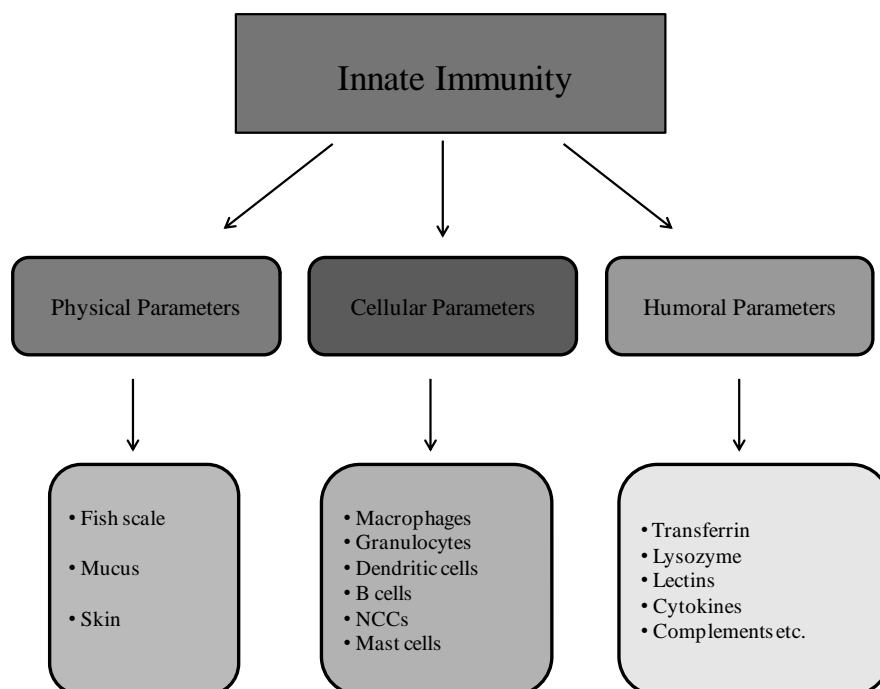 Innate Immunity
Physical Parameters
Cellular Parameters
Humoral Parameters
• Fish scale
• Mucus
• Skin
• Macrophages
• Granulocytes
• Dendritic cells
• B cells
• NCCs
• Mast cells
• Transferrin
• Lysozyme
• Lectins
• Cytokines
• Complements etc.